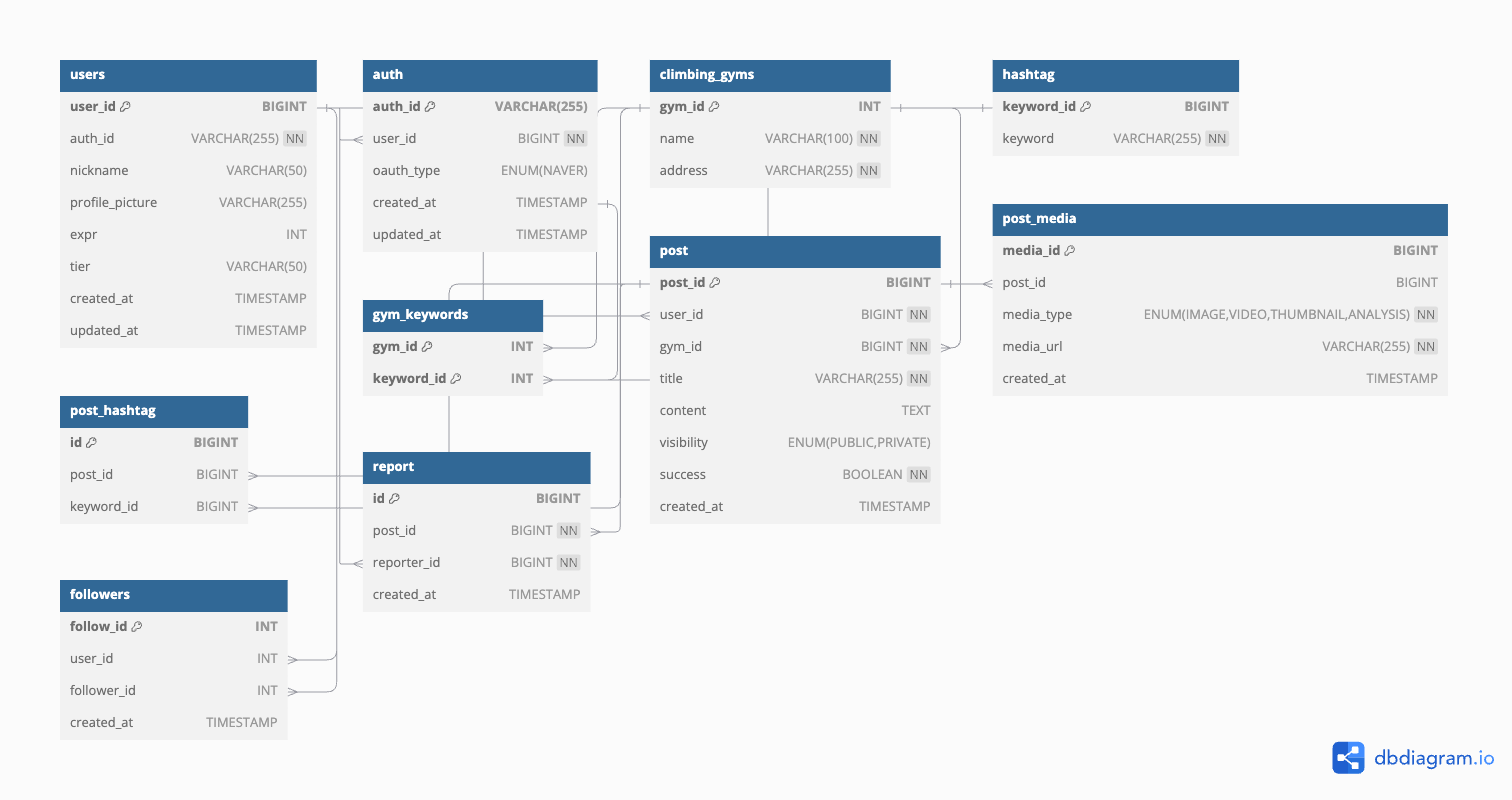 users
user_id BIGINT
auth_id VARCHAR(255) NN
nickname VARCHAR(50)
profile_picture VARCHAR(255)
expr INT
tier VARCHAR(50)
created_at TIMESTAMP
updated_at TIMESTAMP
auth
auth_id VARCHAR(255)
user_id BIGINT NN
oauth_type ENUM(NAVER)
created_at TIMESTAMP
updated_at TIMESTAMP
climbing_gyms
gym_id INT
name VARCHAR(100) NN
address VARCHAR(255) NN
hashtag
keyword_id BIGINT
keyword VARCHAR(255) NN
post_media
media_id BIGINT
post_id BIGINT
media_type ENUM(IMAGE,VIDEO,THUMBNAIL,ANALYSIS) NN
media_url VARCHAR(255) NN
created_at TIMESTAMP
post
post_id BIGINT
user_id BIGINT NN
gym_id BIGINT NN
title VARCHAR(255) NN
content TEXT
visibility ENUM(PUBLIC,PRIVATE)
success BOOLEAN NN
created_at TIMESTAMP
gym_keywords
gym_id INT
keyword_id INT
post_hashtag
id BIGINT
post_id BIGINT
keyword_id BIGINT
report
id BIGINT
post_id BIGINT NN
reporter_id BIGINT NN
created_at TIMESTAMP
followers
follow_id INT
user_id INT
follower_id INT
created_at TIMESTAMP
dbdiagram.io